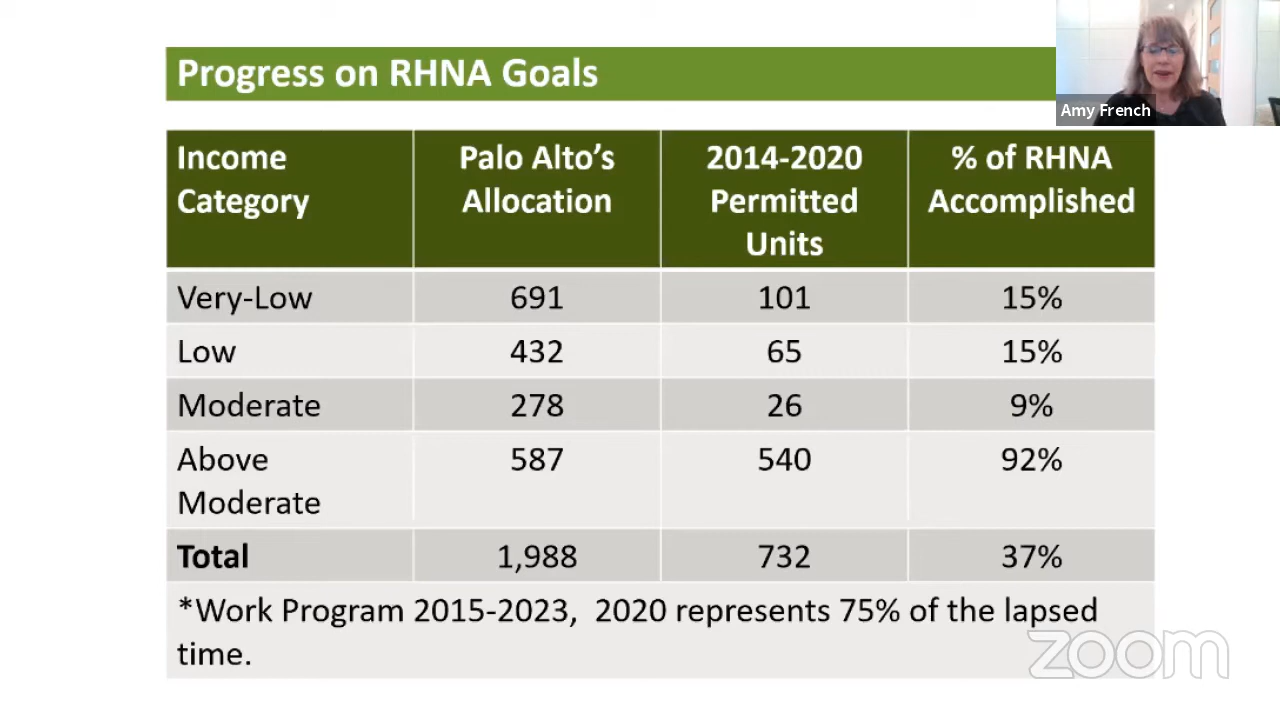 Progress on RHNA Goals
Amy French
Income Category
Palo Alto's Allocation
2014-2020 Permitted Units
% of RHNA Accomplished
Very-Low 691 101 15%
Low 432 65 15%
Moderate 278 26 9%
Above Moderate 587 540 92%
Total 1,988 732 37%
*Work Program 2015-2023, 2020 represents 75% of the lapsed
time.
zoom